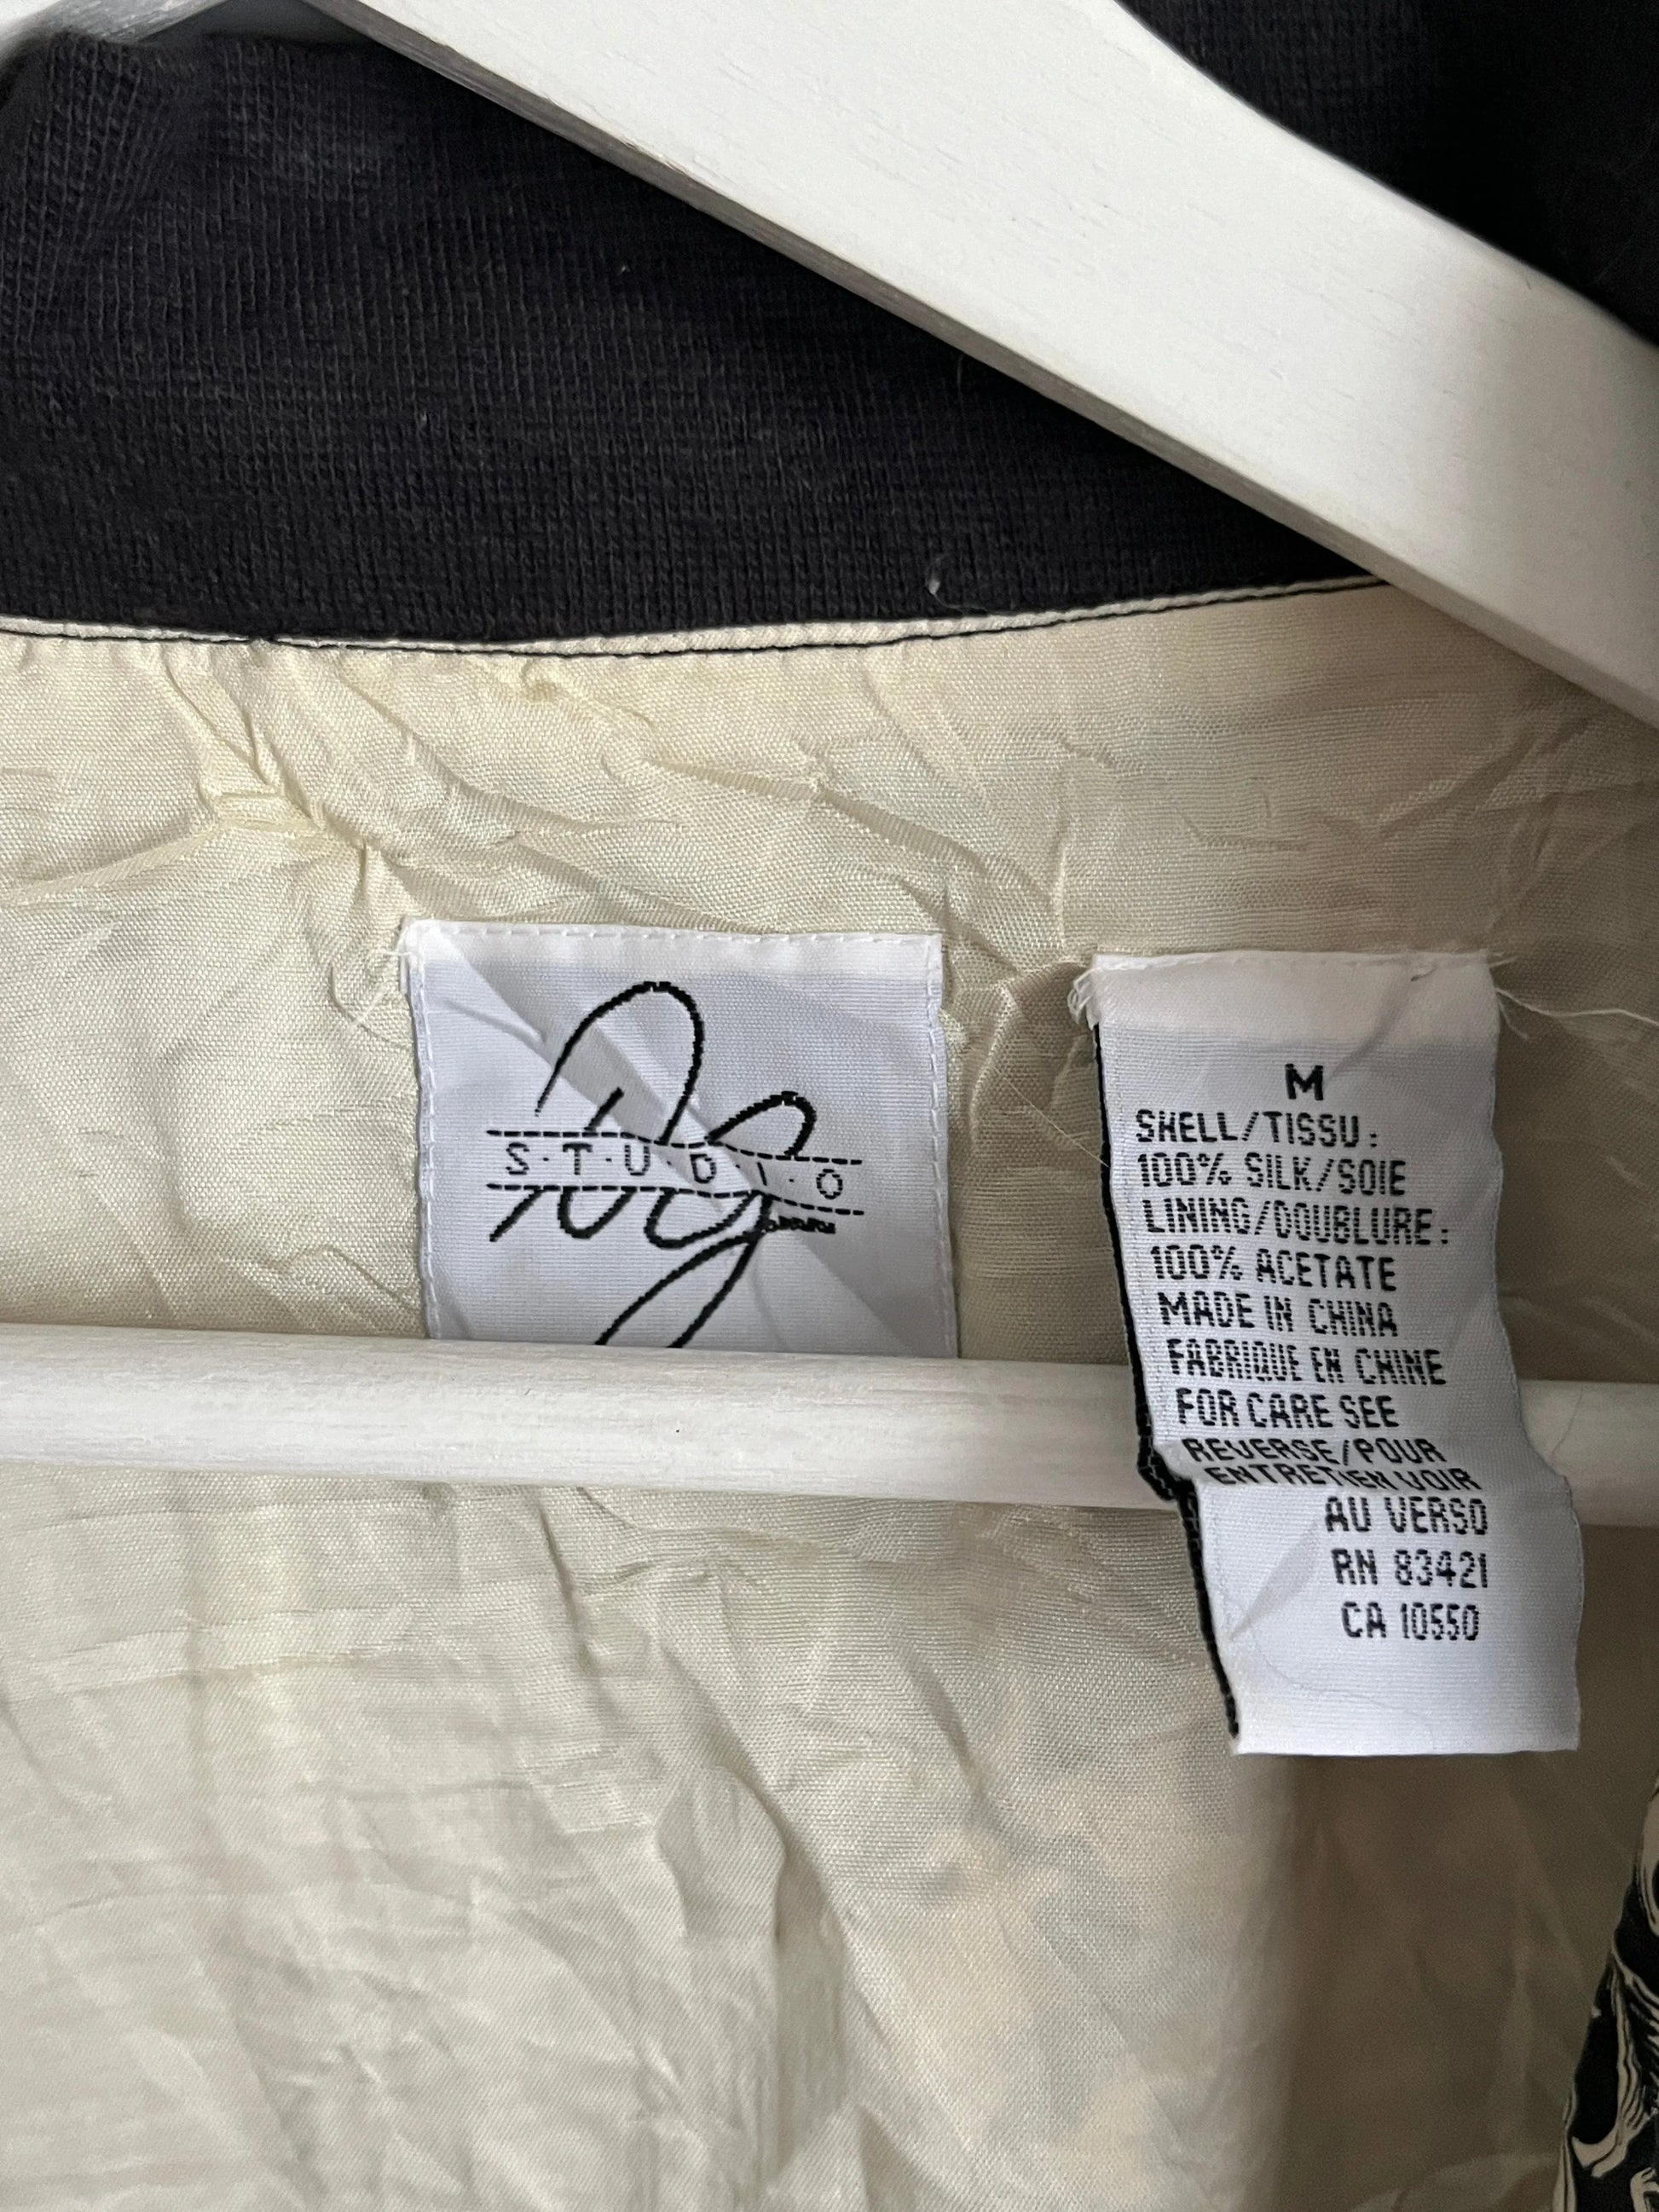 S·T·U·D·I·O
M
SHELL/TISSU:
100% SILK/SOIE
LINING/DOUBLURE:
100% ACETATE
MADE IN CHINA
FABRIQUE EN CHINE
FOR CARE SEE
REVERSE/POUR
ENTRETIEN VOIR
AU VERSO
RN 83421
CA 10550